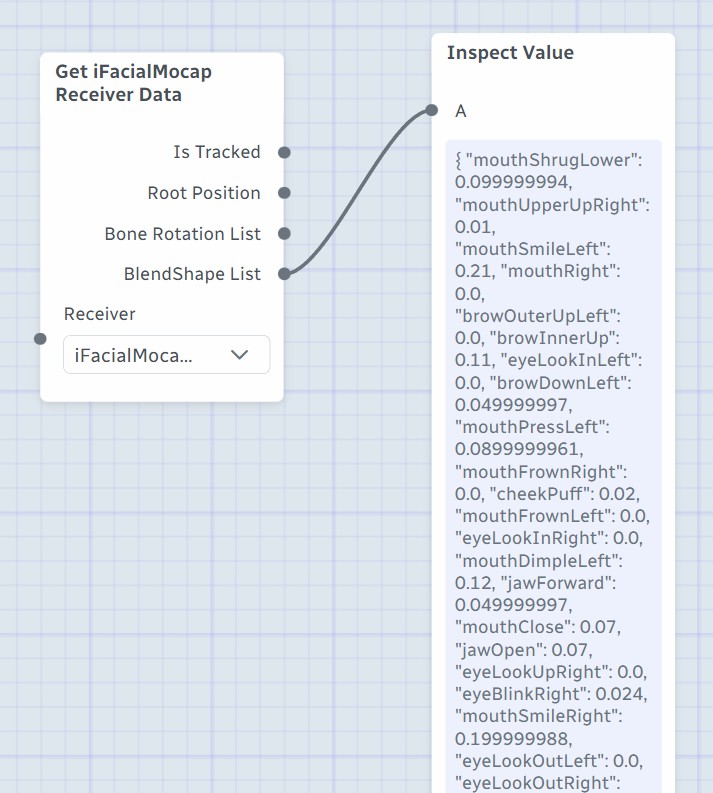 Get iFacialMocap
Receiver Data
Is Tracked
Root Position
Bone Rotation List
BlendShape List
Receiver
iFacialMoca...
Inspect Value
A
{ "mouthShrugLower":
0.099999994,
"mouthUpperUpRight":
0.01,
"mouthSmileLeft":
0.21, "mouthRight":
0.0,
"browOuterUpLeft":
0.0, "browInnerUp":
0.11, "eyeLookInLeft":
0.0, "browDownLeft":
0.049999997,
"mouthPressLeft":
0.0899999961,
"mouthFrownRight":
0.0, "cheekPuff": 0.02,
"mouthFrownLeft": 0.0,
"eyeLookInRight": 0.0,
"mouthDimpleLeft":
0.12, "jawForward":
0.049999997,
"mouthClose": 0.07,
"jawOpen": 0.07,
"eyeLookUpRight": 0.0,
"eyeBlinkRight": 0.024,
"mouthSmileRight":
0.199999988,
"eyeLookOutLeft": 0.0,
"eyeLookOutRight":